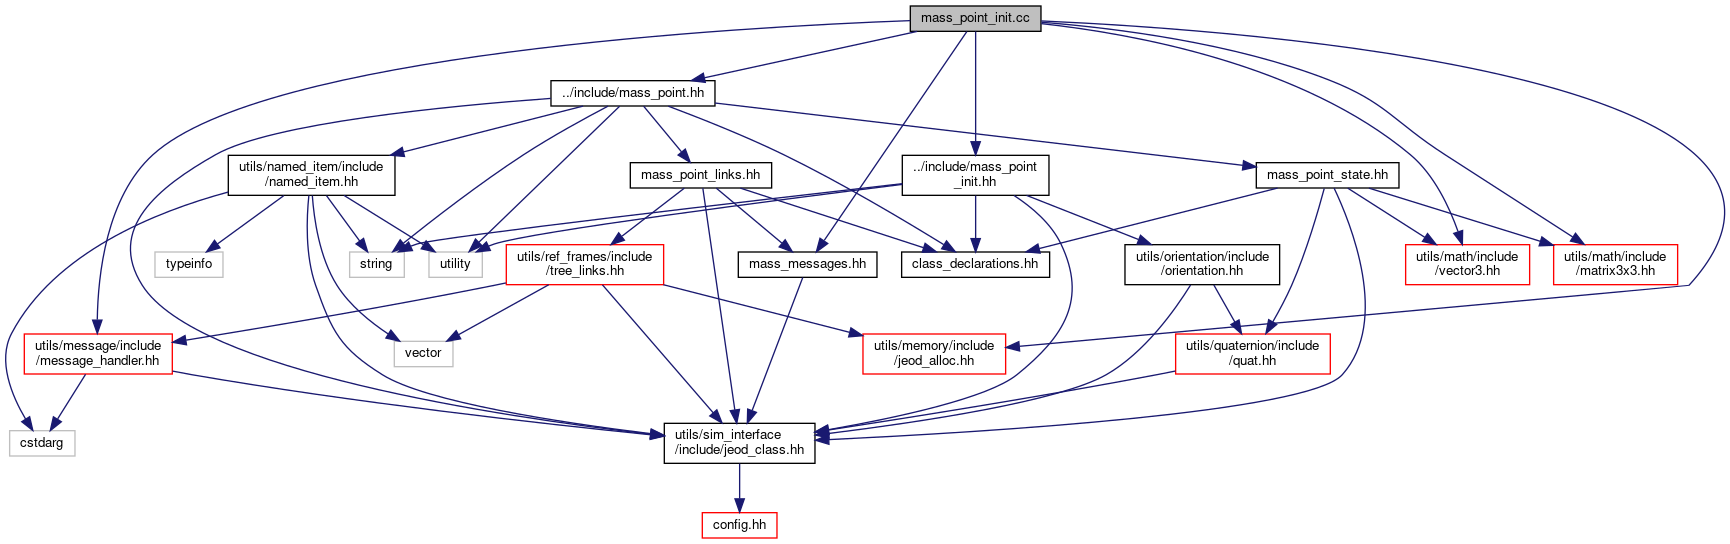 mass_point_init.cc
../include/mass_point.hh
utils/named_item/include
/named_item.hh
mass_point_links.hh
../include/mass_point
_init.hh
mass_point_state.hh
typeinfo
string
utility
utils/ref_frames/include
/tree_links.hh
mass_messages.hh
class_declarations.hh
utils/orientation/include
/orientation.hh
utils/math/include
/vector3.hh
utils/math/include
/matrix3x3.hh
utils/message/include
/message_handler.hh
vector
utils/memory/include
/jeod_alloc.hh
utils/quaternion/include
/quat.hh
cstdarg
utils/sim_interface
/include/jeod_class.hh
config.hh